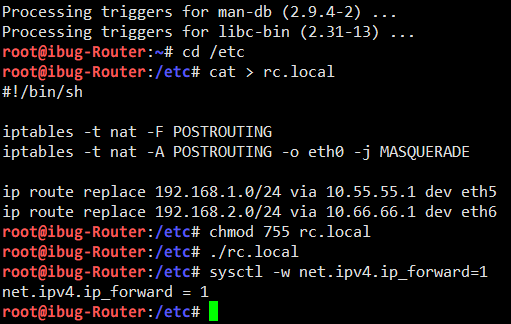 Processing triggers for man-db (2.9.4-2) ...
Processing triggers for libc-bin (2.31-13) ...
root@ibug-Router:~# cd /etc
root@ibug-Router:/etc# cat > rc.local
#!/bin/sh

iptables -t nat -F POSTROUTING
iptables -t nat -A POSTROUTING -o eth0 -j MASQUERADE

ip route replace 192.168.1.0/24 via 10.55.55.1 dev eth5
ip route replace 192.168.2.0/24 via 10.66.66.1 dev eth6
root@ibug-Router:/etc# chmod 755 rc.local
root@ibug-Router:/etc# ./rc.local
root@ibug-Router:/etc# sysctl -w net.ipv4.ip_forward=1
net.ipv4.ip_forward = 1
root@ibug-Router:/etc#